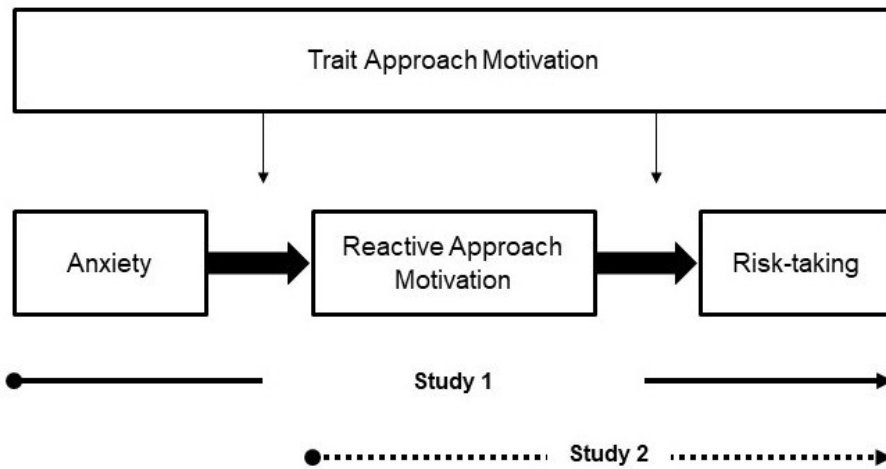 Trait Approach Motivation
Anxiety
Reactive Approach
Motivation
Risk-taking
Study 1
Study 2